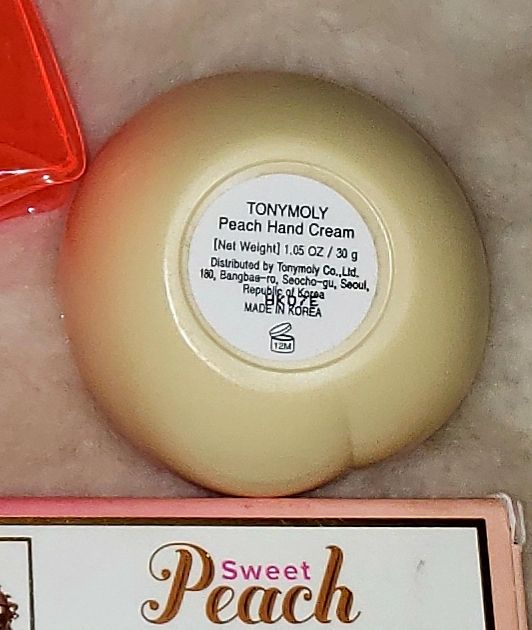 TONYMOLY
Peach Hand Cream
[Net Weight] 1.05 OZ / 30 g
Distributed by Tonymoly Co.,Ltd.
180, Bangbae-ro, Seocho-gu, Seoul,
Republic of Korea
HK07E
MADE IN KOREA
12M
Sweet
Peach